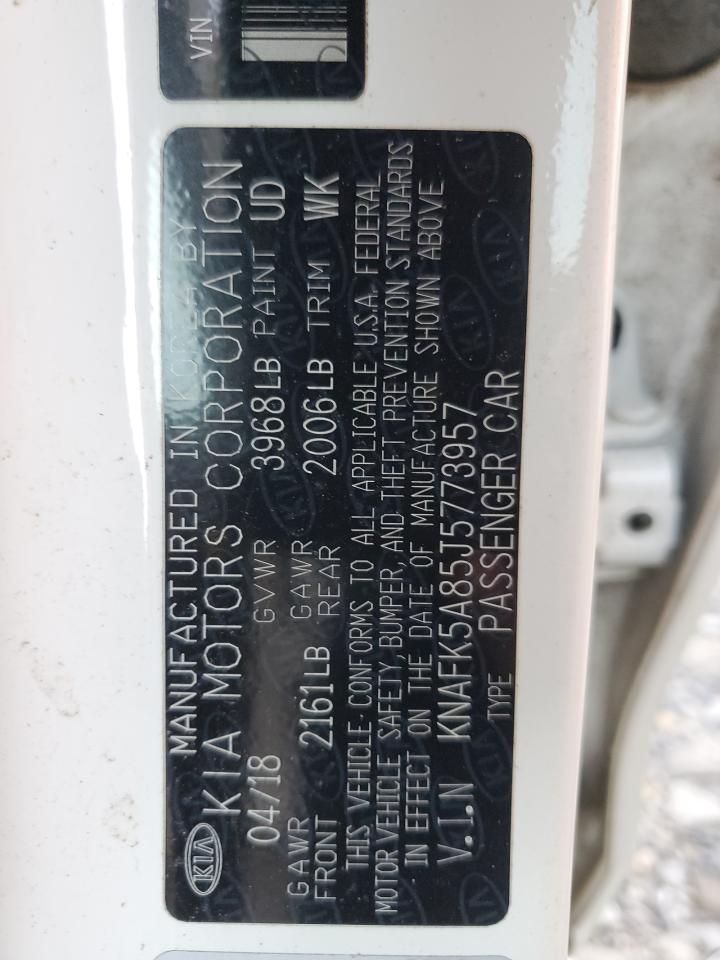 VIN
MANUFACTURED IN KOREA BY
KIA KIA MOTORS CORPORATION
04/18 GVWR 3968LB PAINT UD
GAWR FRONT 2161LB GAWR REAR 2006LB TRIM WK
THIS VEHICLE CONFORMS TO ALL APPLICABLE U.S.A. FEDERAL
MOTOR VEHICLE SAFETY, BUMPER, AND THEFT PREVENTION STANDARDS
IN EFFECT ON THE DATE OF MANUFACTURE SHOWN ABOVE
V.I.N KNAFK5A85J5773957
TYPE PASSENGER CAR